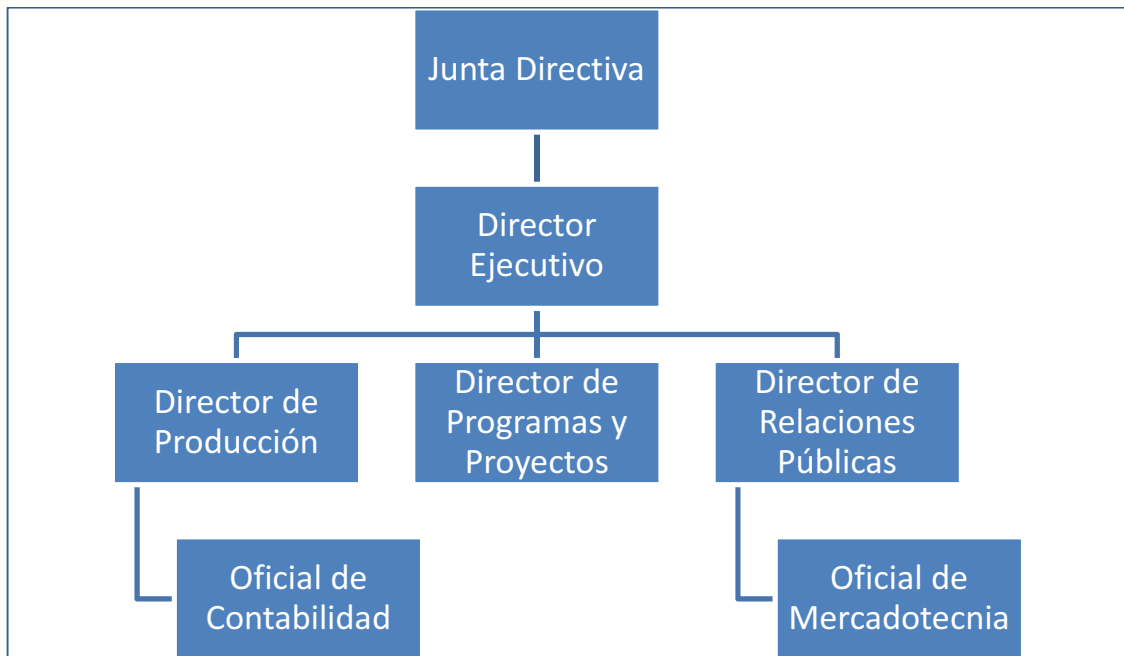 Junta Directiva
Director
Ejecutivo
Director de
Producción
Director de
Programas y
Proyectos
Director de
Relaciones
Públicas
Oficial de
Contabilidad
Oficial de
Mercadotecnia